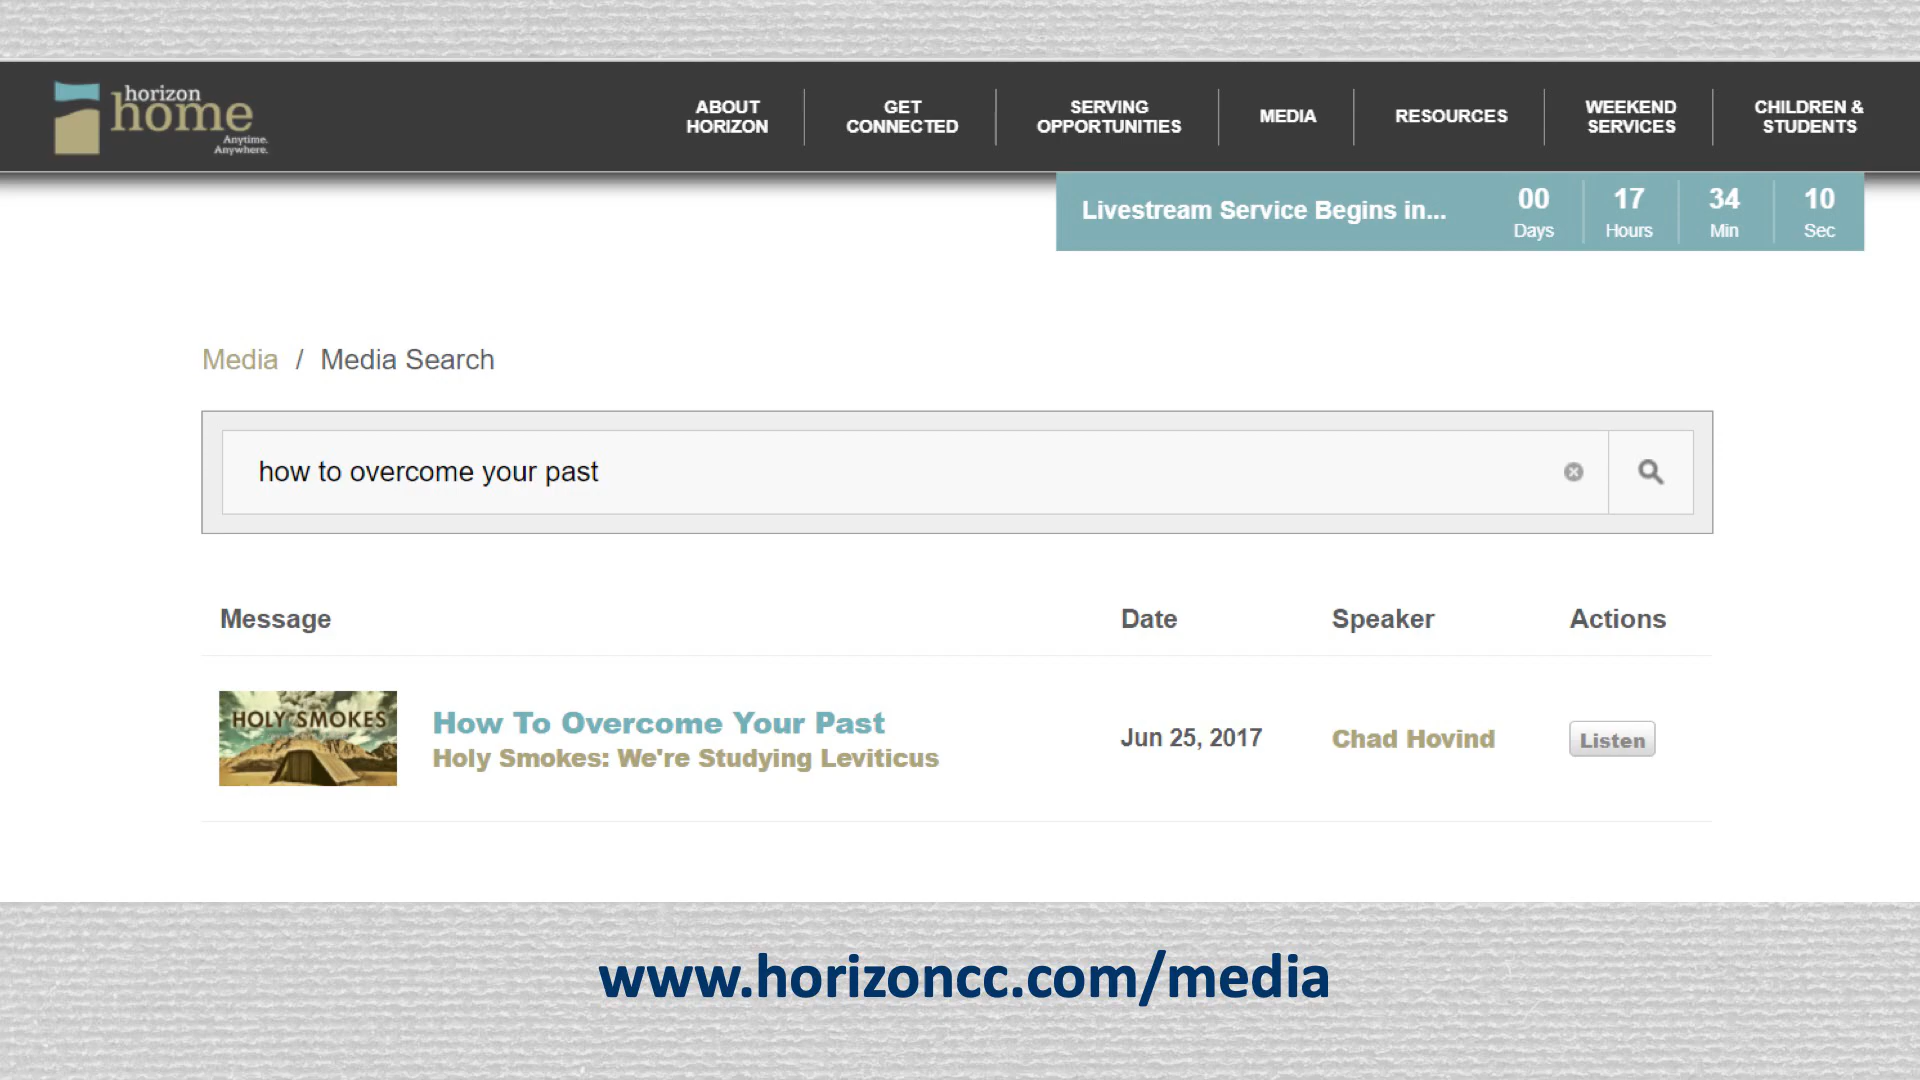 horizon
home
Anytime.
Anywhere.
ABOUT
HORIZON
GET
CONNECTED
SERVING
OPPORTUNITIES
MEDIA
RESOURCES
WEEKEND
SERVICES
CHILDREN &
STUDENTS
Livestream Service Begins in...
00
Days
17
Hours
34
Min
10
Sec
Media / Media Search
how to overcome your past
Message Date Speaker Actions
HOLY SMOKES
How To Overcome Your Past
Holy Smokes: We're Studying Leviticus
Jun 25, 2017
Chad Hovind
Listen
www.horizoncc.com/media